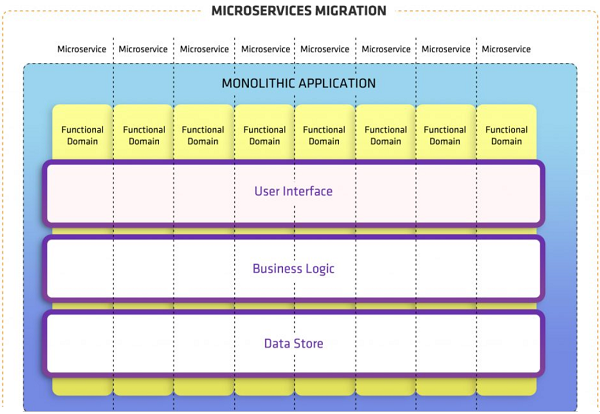 MICROSERVICES MIGRATION
Microservice Microservice Microservice Microservice Microservice Microservice Microservice Microservice
MONOLITHIC APPLICATION
Functional Functional Functional Functional Functional Functional Functional Functional
Domain Domain Domain Domain Domain Domain Domain Domain
User Interface
Business Logic
Data Store